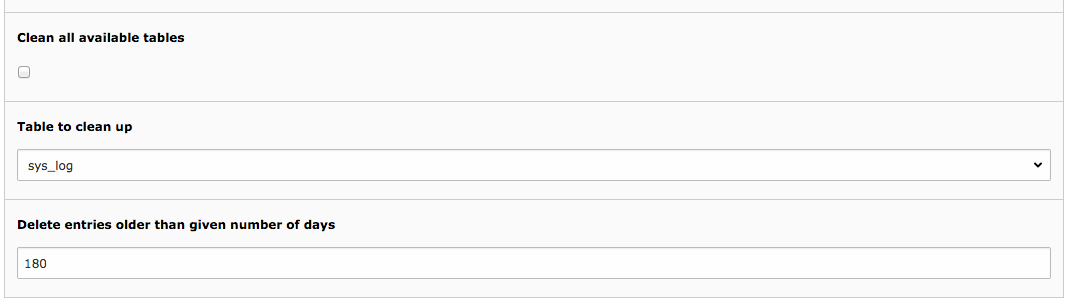 Clean all available tables
Table to clean up
sys_log
Delete entries older than given number of days
180